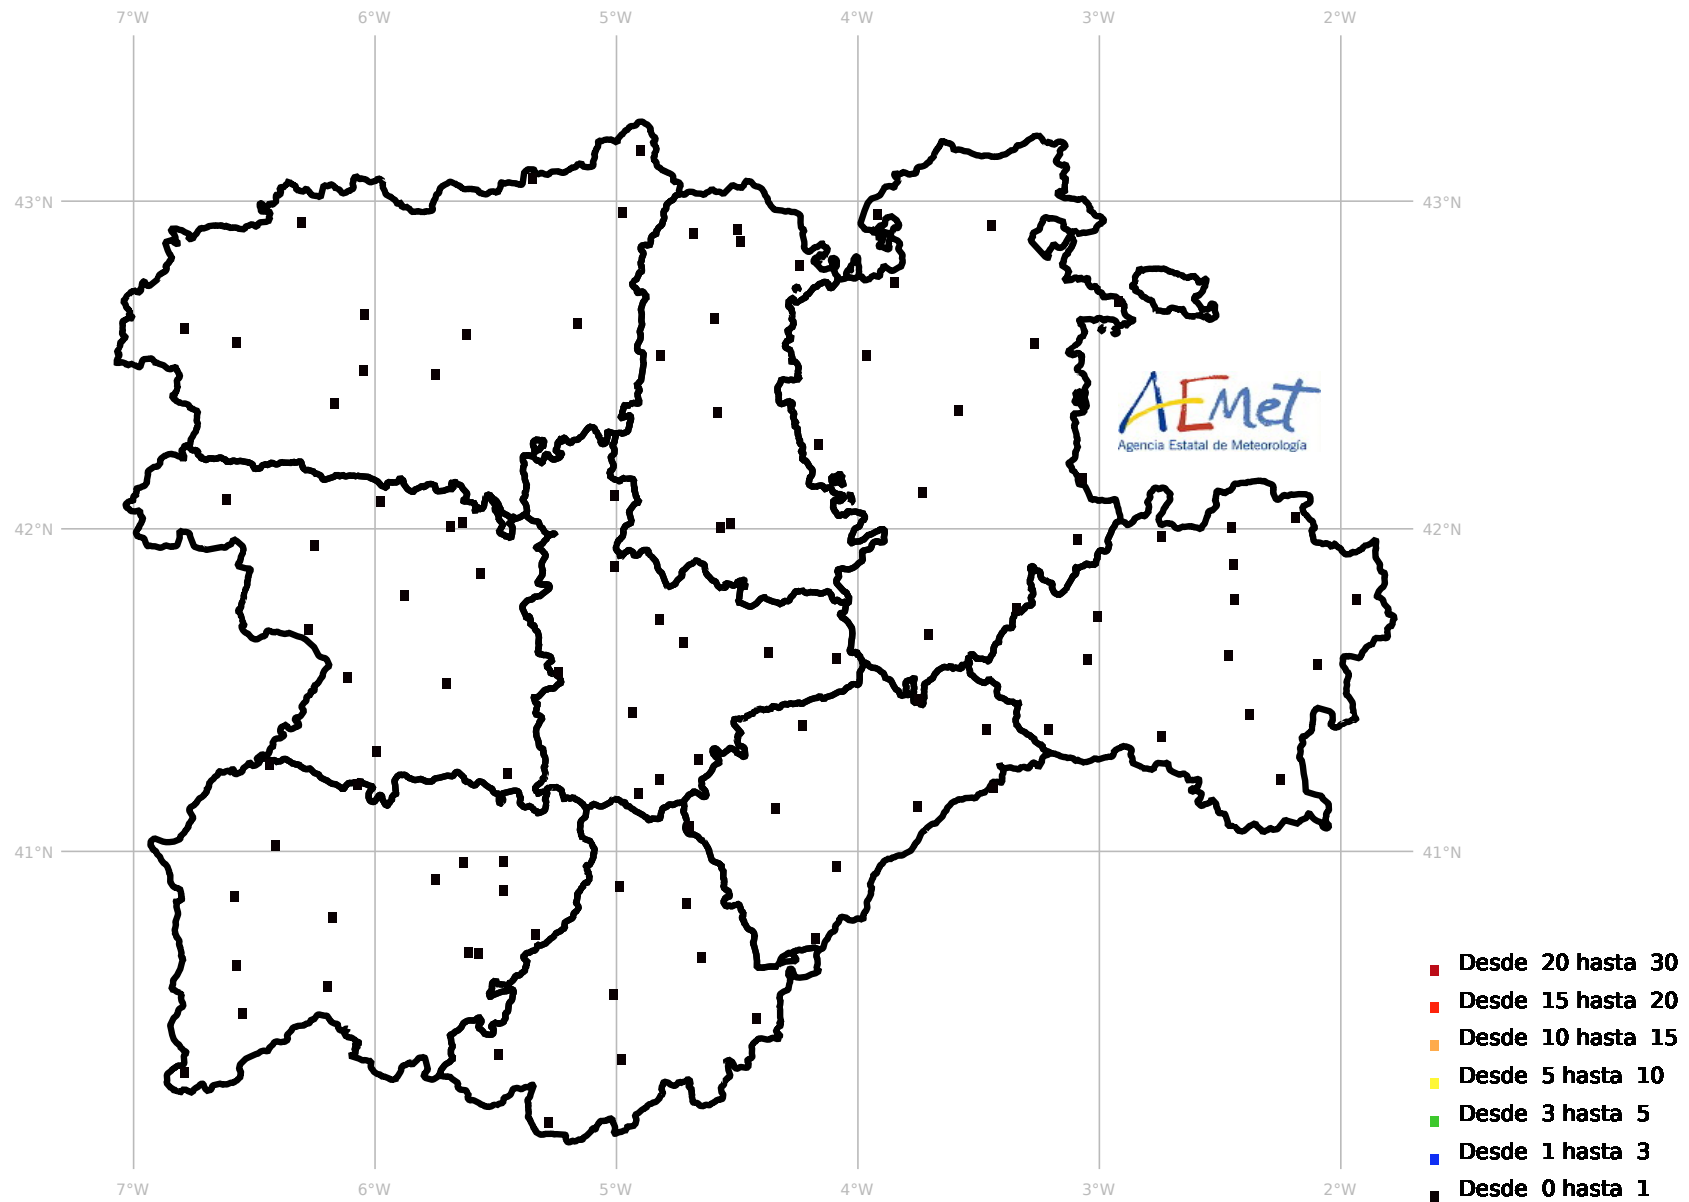 7°W 6°W 5°W 4°W 3°W 2°W
43°N 43°N
AEMet
Agencia Estatal de Meteorología
42°N 42°N
41°N 41°N
Desde 20 hasta 30
Desde 15 hasta 20
Desde 10 hasta 15
Desde 5 hasta 10
Desde 3 hasta 5
Desde 1 hasta 3
Desde 0 hasta 1
7°W 6°W 5°W 4°W 3°W 2°W